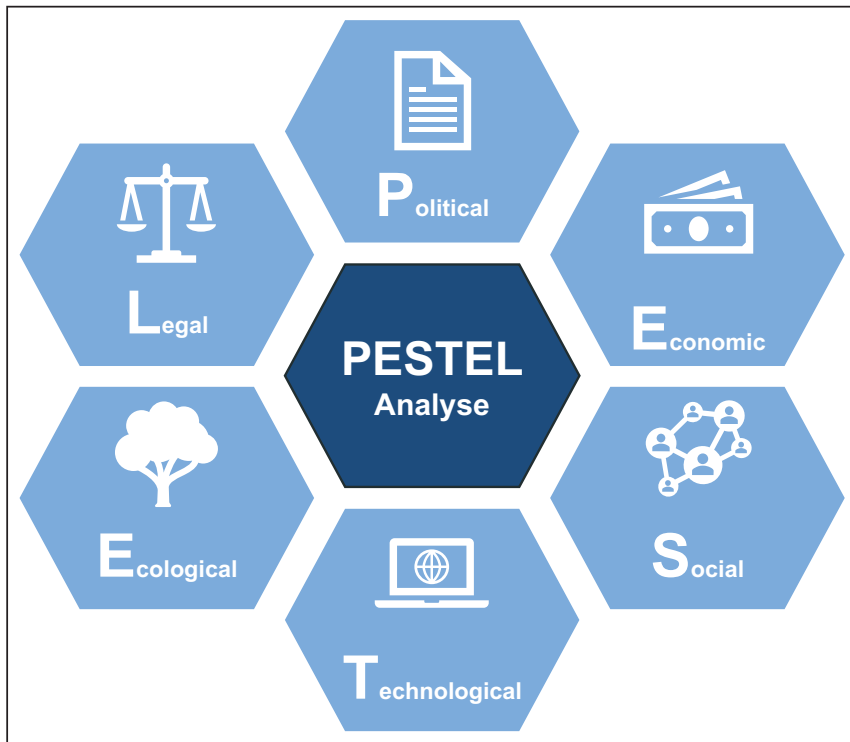 Political
Economic
Social
Technological
Ecological
Legal
PESTEL
Analyse